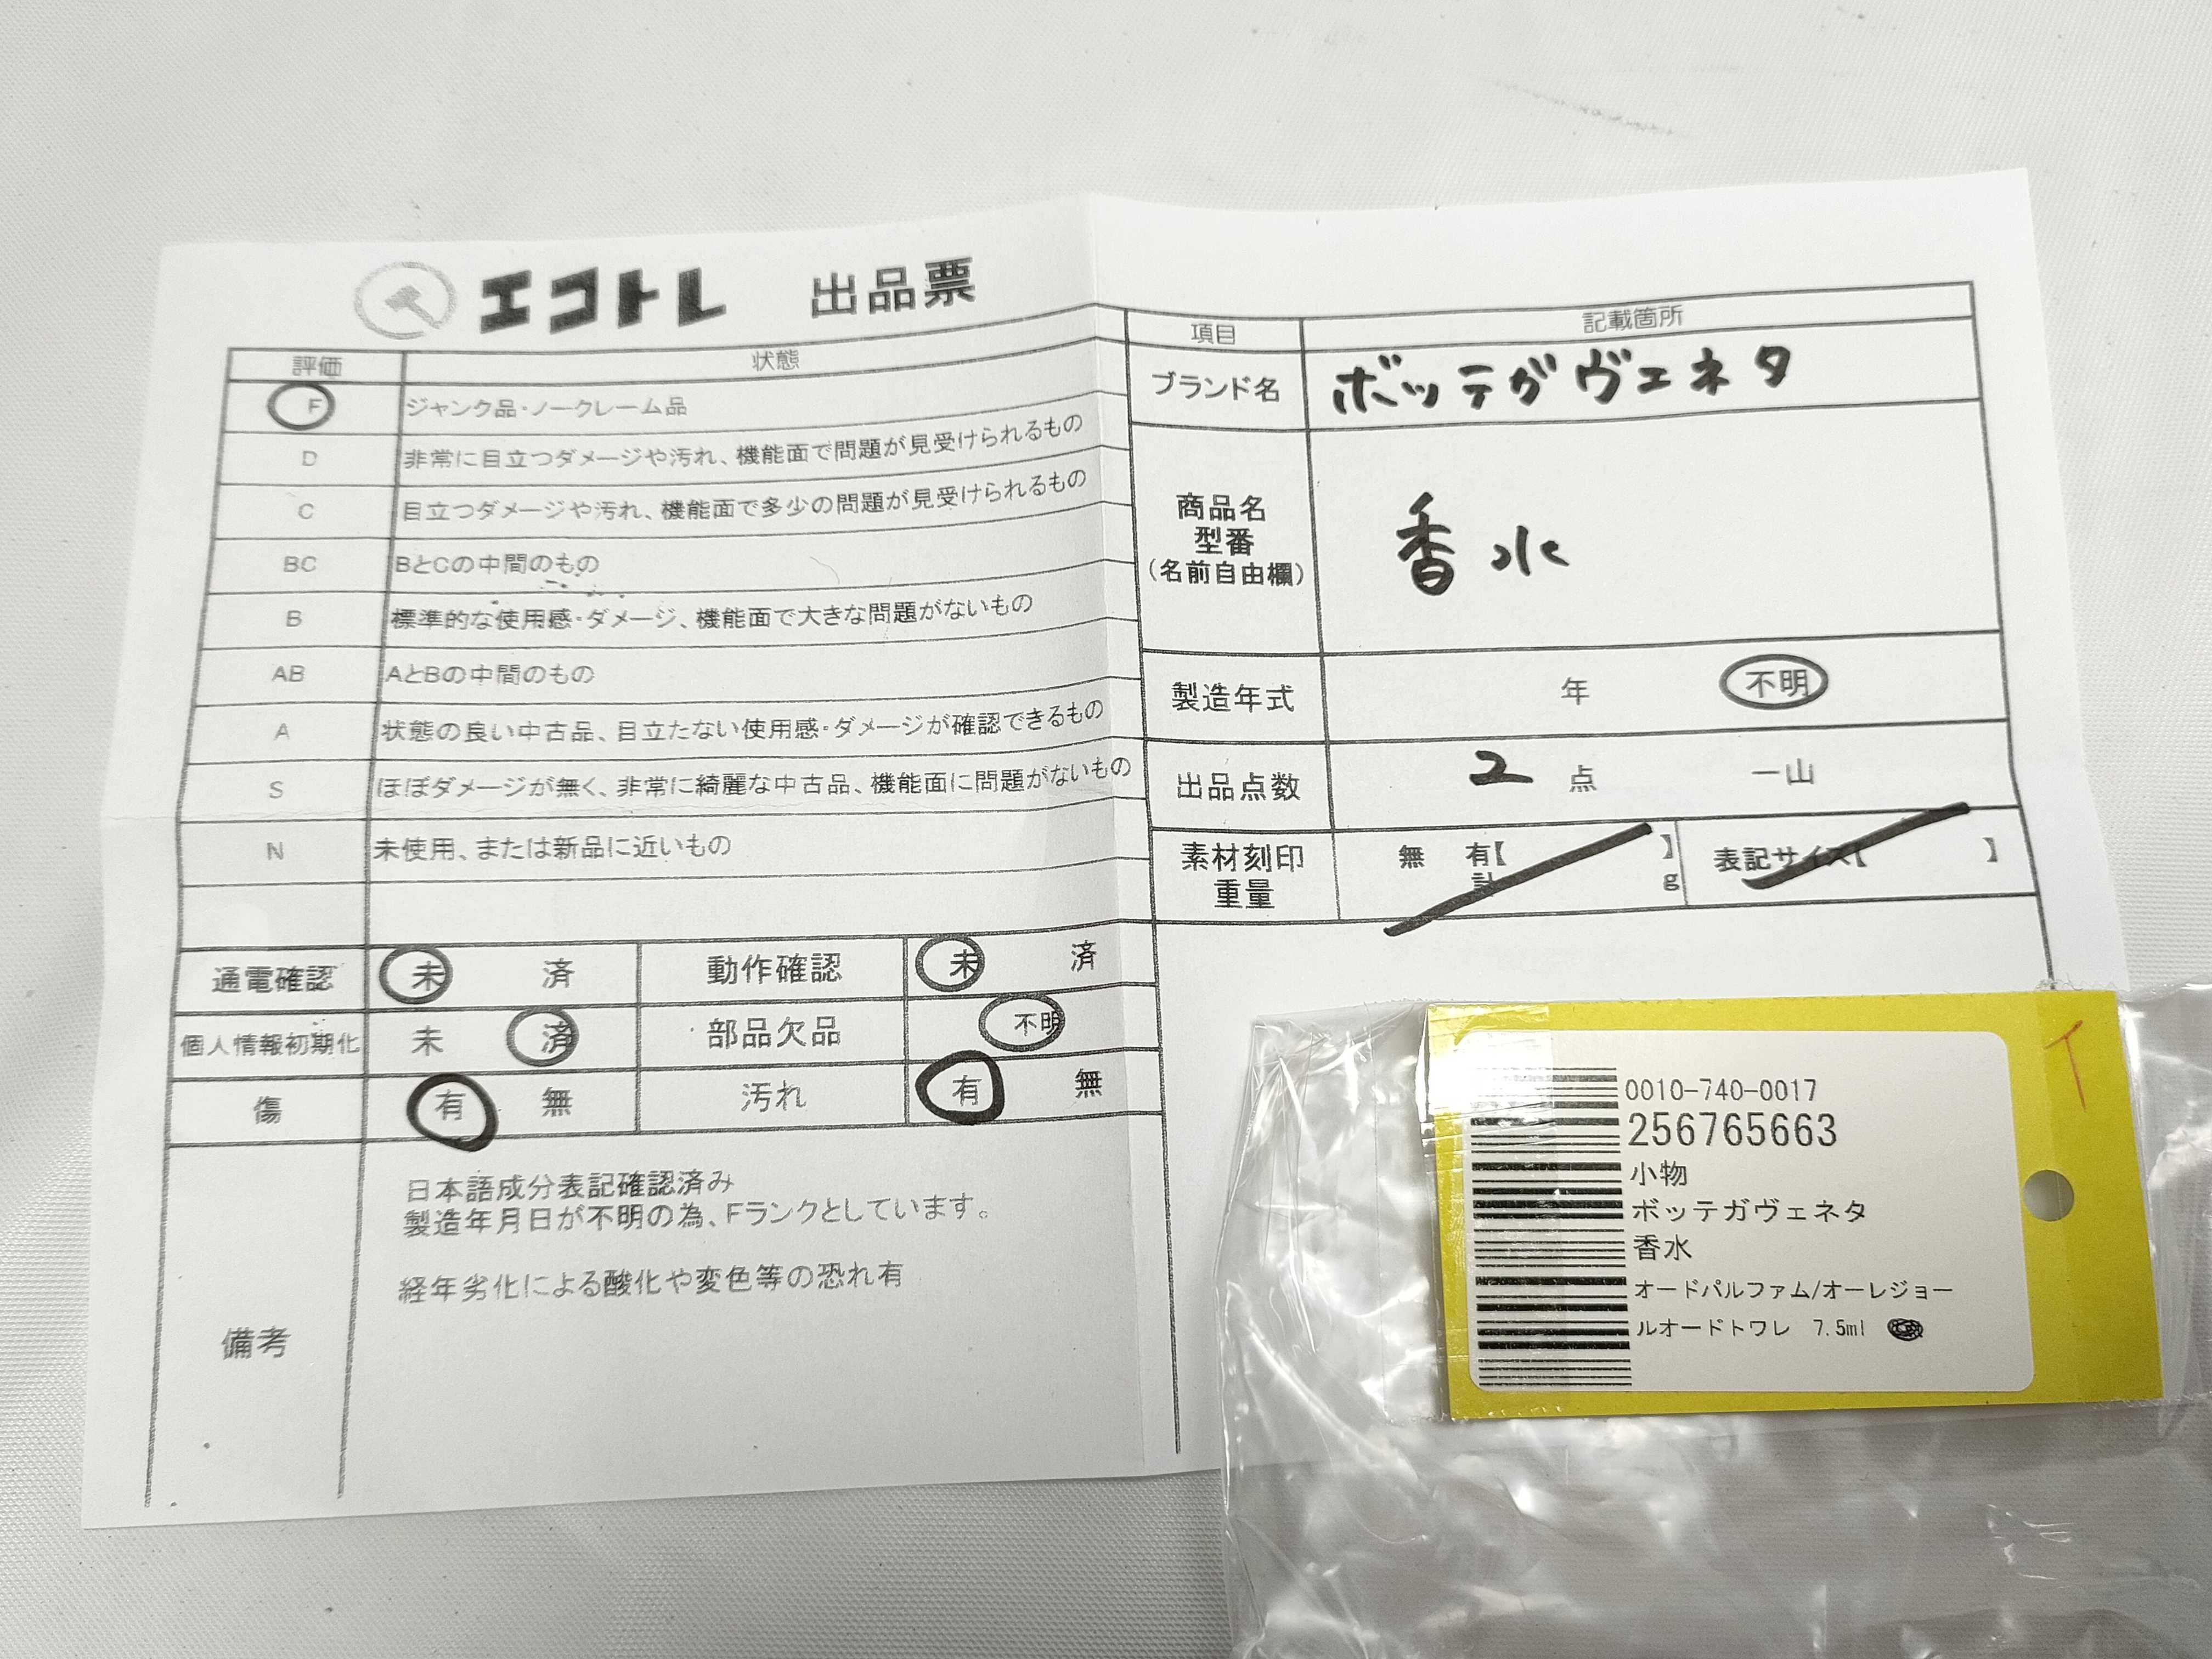 エコトレ 出品票
評価 状態
F ジャンク品・ノークレーム品
D 非常に目立つダメージや汚れ、機能面で問題が見受けられるもの
C 目立つダメージや汚れ、機能面で多少の問題が見受けられるもの
BC BとCの中間のもの
B 標準的な使用感・ダメージ、機能面で大きな問題がないもの
AB AとBの中間のもの
A 状態の良い中古品、目立たない使用感・ダメージが確認できるもの
S ほぼダメージが無く、非常に綺麗な中古品、機能面に問題がないもの
N 未使用、または新品に近いもの
通電確認 未 済 動作確認 未 済
個人情報初期化 未 済 部品欠品 不明
傷 有 無 汚れ 有 無
備考
日本語成分表記確認済み
製造年月日が不明の為、Fランクとしています。
経年劣化による酸化や変色等の恐れ有
項目 記載箇所
ブランド名 ボッテガヴェネタ
商品名
型番
(名前自由欄)
香水
製造年式 年 不明
出品点数 2 点 一山
素材刻印 無 有【 】 表記サイズ【 】
重量 計 g
0010-740-0017
256765663
小物
ボッテガヴェネタ
香水
オードパルファム/オーレジョー
ルオードトワレ 7.5ml
イ